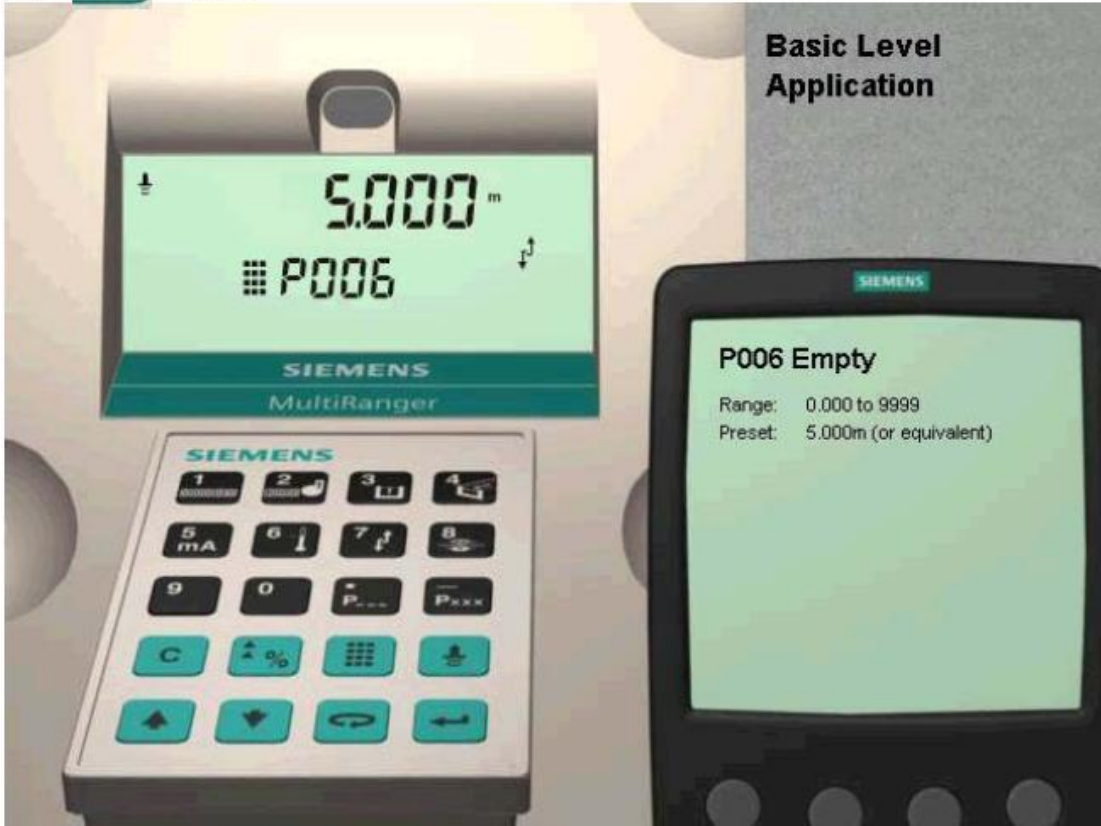 Basic Level
Application
5.000 m
P006
SIEMENS
MultiRanger
SIEMENS
1 2 3 4
5 mA 6 7 8
9 0 P--- Pxxx
C %
SIEMENS
P006 Empty
Range: 0.000 to 9999
Preset: 5.000m (or equivalent)